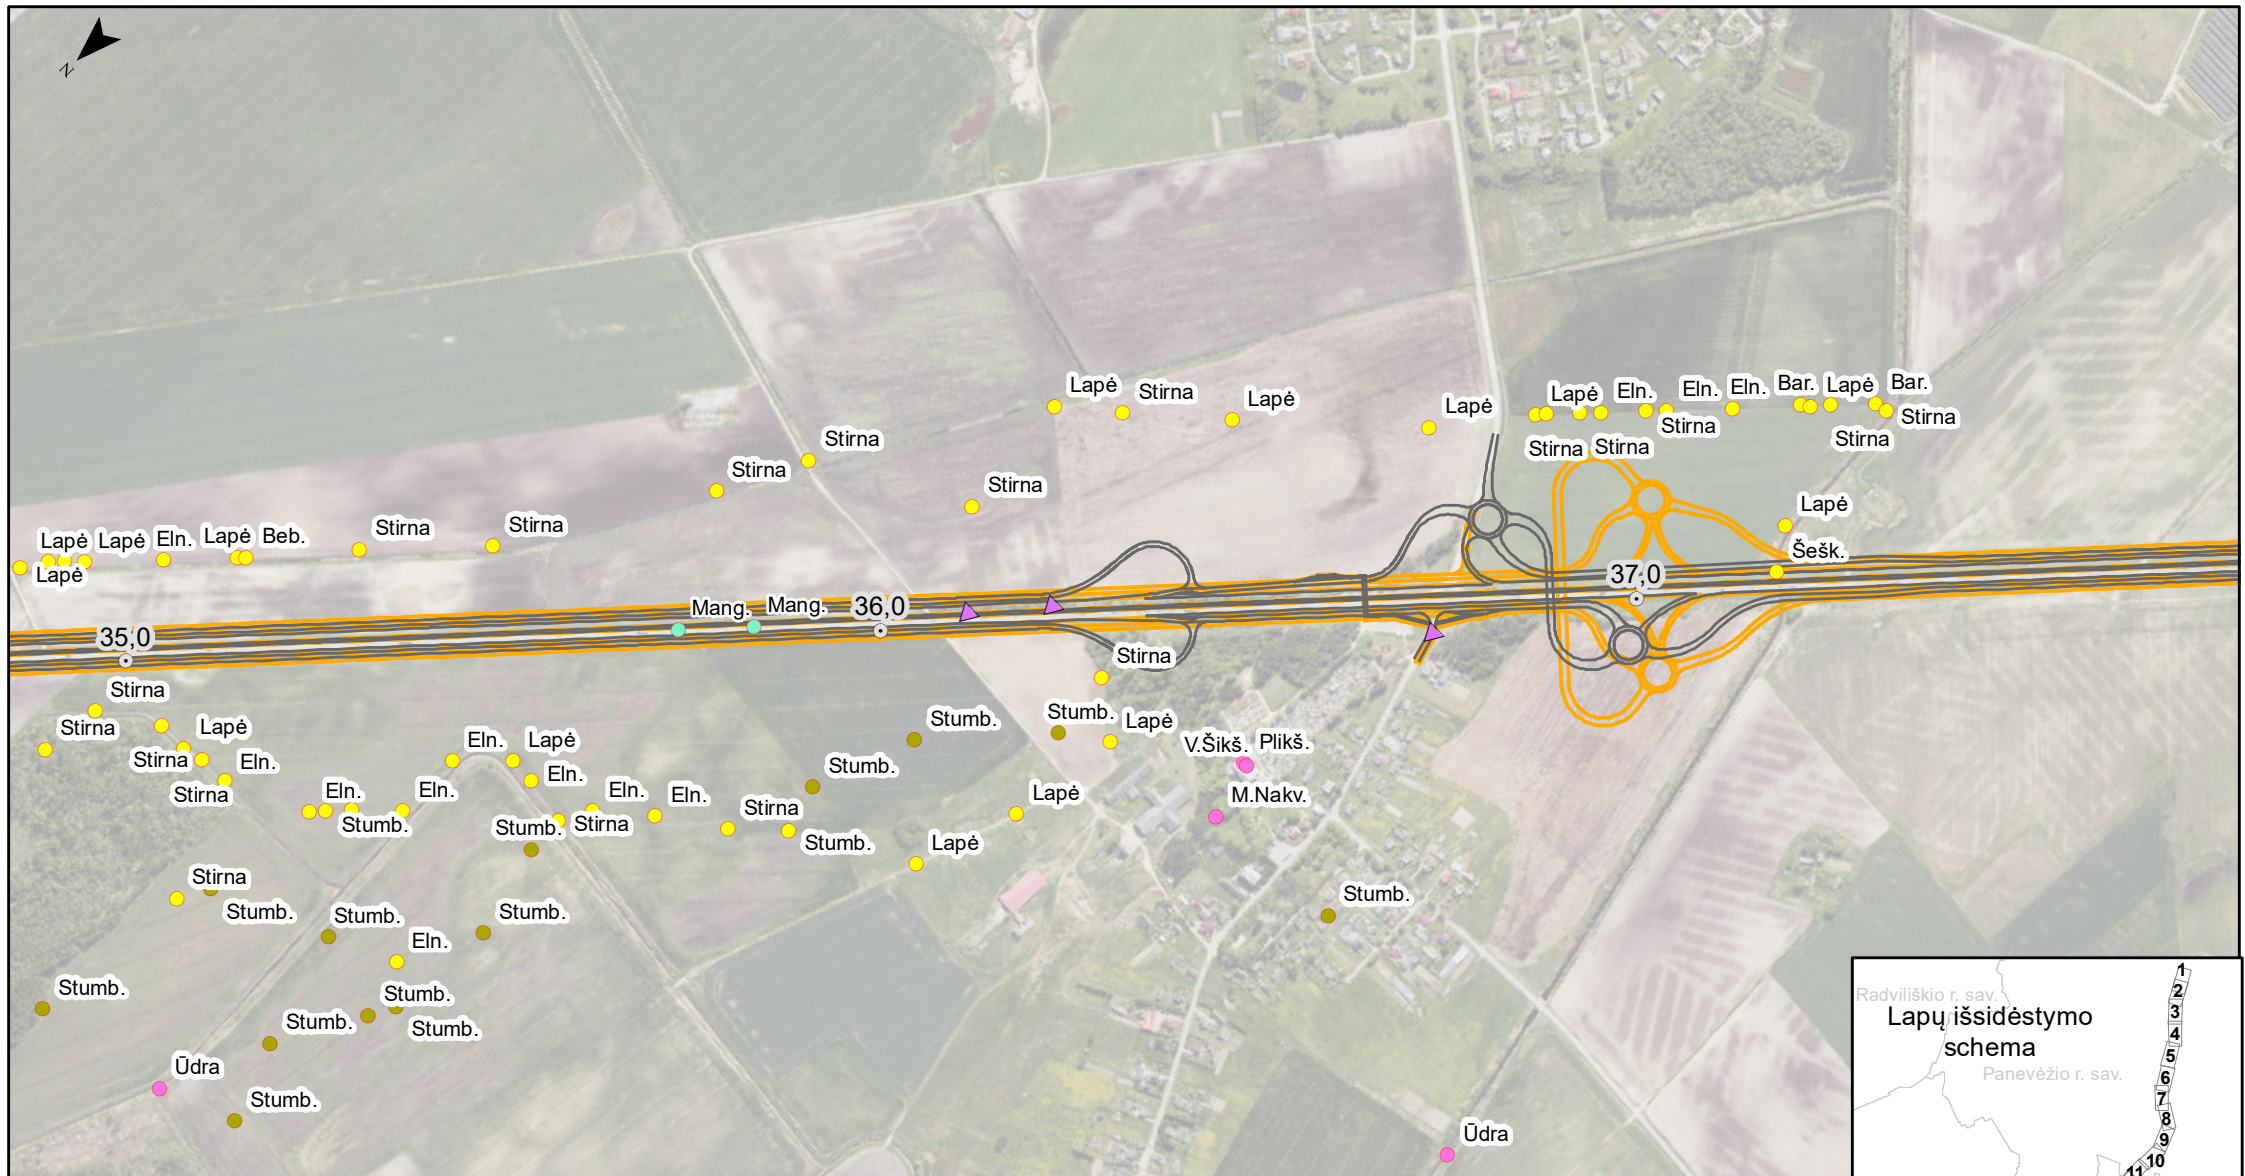 N
Lapė
Stirna
Lapė
Lapė
Lapė
Eln.
Eln.
Eln.
Bar.
Lapė
Bar.
Stirna
Stirna
Stirna
Stirna
Stirna
Stirna
Stirna
Stirna
Lapė
Šešk.
Lapė
Lapė
Eln.
Lapė
Beb.
Stirna
Stirna
Lapė
35,0
Mang.
Mang.
36,0
37,0
Stirna
Stirna
Lapė
Stirna
Eln.
Stirna
Eln.
Lapė
Eln.
Eln.
Eln.
Stumb.
Stumb.
Stirna
Eln.
Eln.
Stirna
Stumb.
Stumb.
Stumb.
Stirna
Stumb.
Lapė
Lapė
Lapė
V.Šikš.
Plikš.
M.Nakv.
Stumb.
Stirna
Stumb.
Stumb.
Stumb.
Eln.
Stumb.
Stumb.
Stumb.
Stumb.
Ūdra
Stumb.
Ūdra
Radviliškio r. sav.
Lapų išsidėstymo
schema
Panevėžio r. sav.
1
2
3
4
5
6
7
8
9
10
11